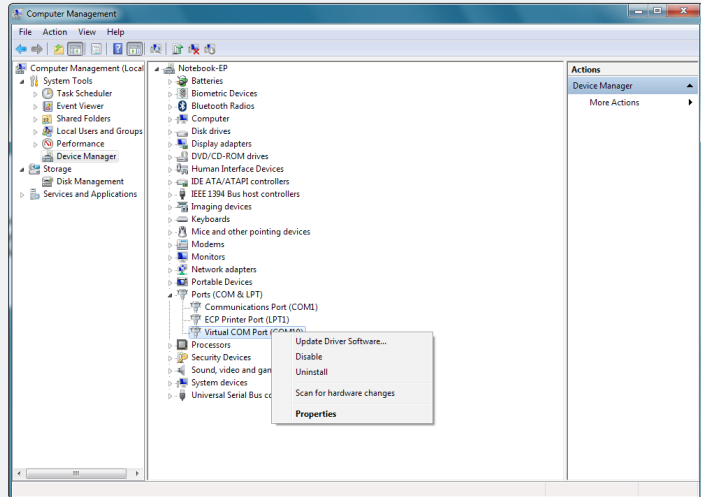 Computer Management
File Action View Help
Computer Management (Local
System Tools
Task Scheduler
Event Viewer
Shared Folders
Local Users and Groups
Performance
Device Manager
Storage
Disk Management
Services and Applications
Notebook-EP
Batteries
Biometric Devices
Bluetooth Radios
Computer
Disk drives
Display adapters
DVD/CD-ROM drives
Human Interface Devices
IDE ATA/ATAPI controllers
IEEE 1394 Bus host controllers
Imaging devices
Keyboards
Mice and other pointing devices
Modems
Monitors
Network adapters
Portable Devices
Ports (COM & LPT)
Communications Port (COM1)
ECP Printer Port (LPT1)
Virtual COM Port (COM10)
Processors
Security Devices
Sound, video and gam
System devices
Universal Serial Bus co
Update Driver Software...
Disable
Uninstall
Scan for hardware changes
Properties
Actions
Device Manager
More Actions